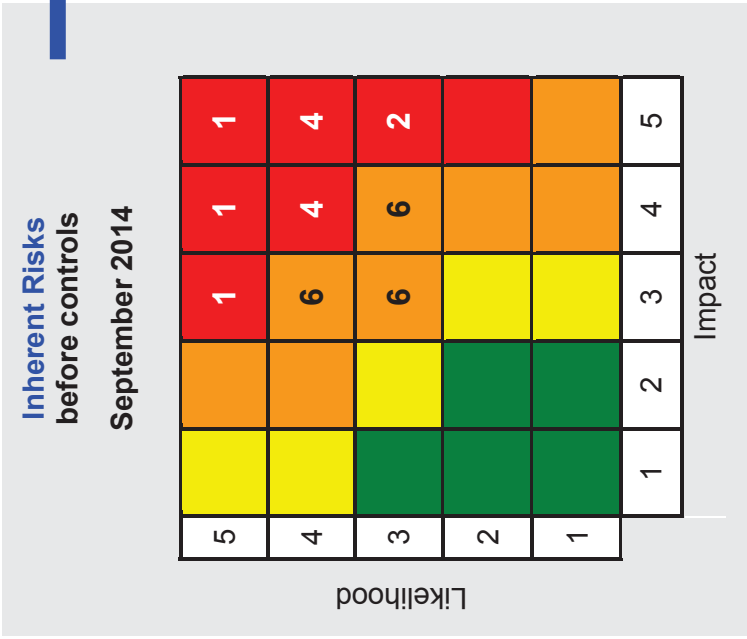 Inherent Risks
before controls
September 2014
5 1 1 1
4 6 4 4
3 6 6 2
2
1
1 2 3 4 5
Impact
Likelihood